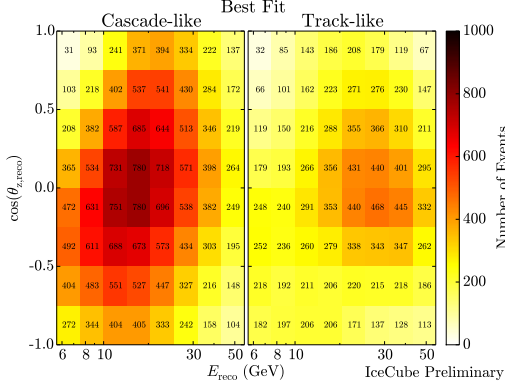 Best Fit
Cascade-like Track-like
1.0 0.5 0.0 -0.5 -1.0
cos(θz,reco)
31 93 241 371 394 334 222 137
103 218 402 537 541 430 284 172
208 382 587 685 644 513 346 219
365 534 731 786 718 571 398 264
472 631 751 780 696 538 382 249
492 611 688 673 573 434 303 195
404 483 551 527 447 327 216 148
272 344 404 405 333 242 158 104
32 85 143 186 208 179 119 67
66 101 162 223 271 276 230 147
119 150 216 288 355 366 310 211
179 193 266 356 431 440 401 295
248 240 291 353 440 468 445 332
252 236 260 279 338 343 347 262
218 192 211 206 220 215 218 186
182 197 206 206 171 137 128 113
6 8 10 30 50 6 8 10 30 50
Ereco (GeV)
1000
800
600
400
200
0
Number of Events
IceCube Preliminary